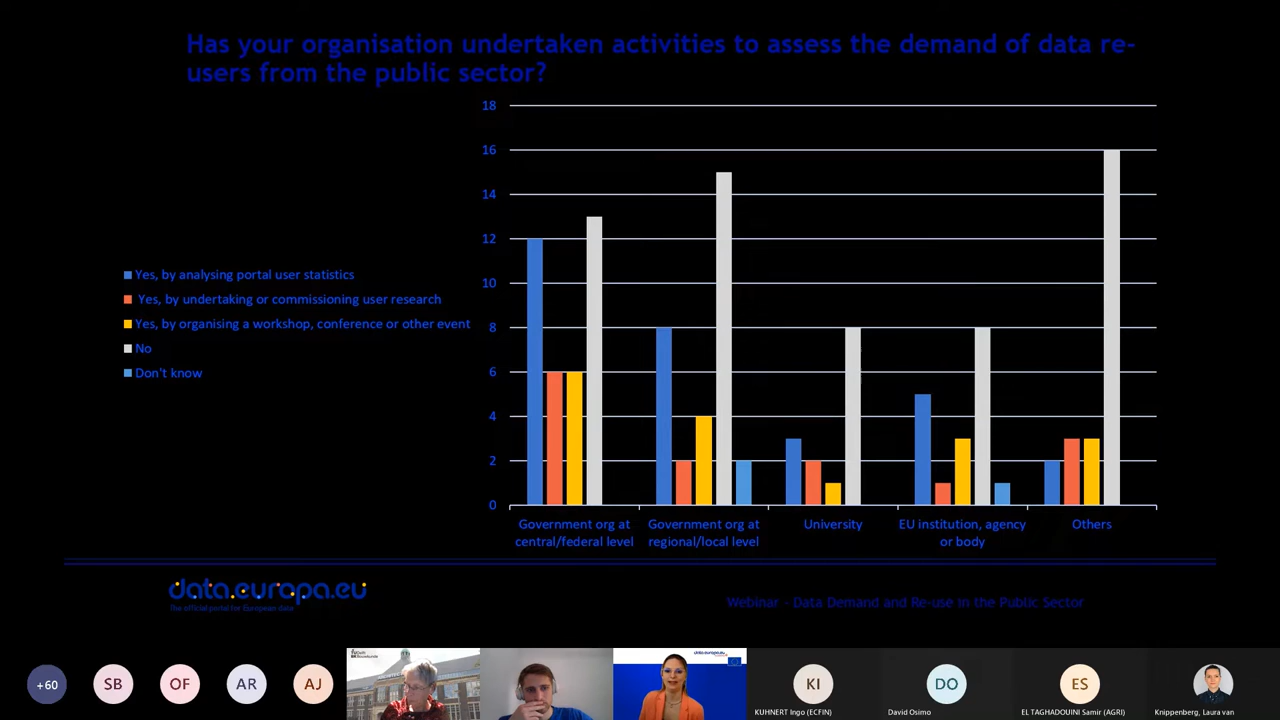 Has your organisation undertaken activities to assess the demand of data re-
users from the public sector?
18
16
14
12
10
8
6
4
2
0
Yes, by analysing portal user statistics
Yes, by undertaking or commissioning user research
Yes, by organising a workshop, conference or other event
No
Don't know
Government org at
central/federal level
Government org at
regional/local level
University
EU institution, agency
or body
Others
data.europa.eu
The official portal for European data
Webinar - Data Demand and Re-use in the Public Sector
+60
SB
OF
AR
AJ
data.europa.eu
KI
KUHNERT Ingo (ECFIN)
DO
David Osimo
ES
EL TAGHADOUINI Samir (AGRI)
Knippenberg, Laura van